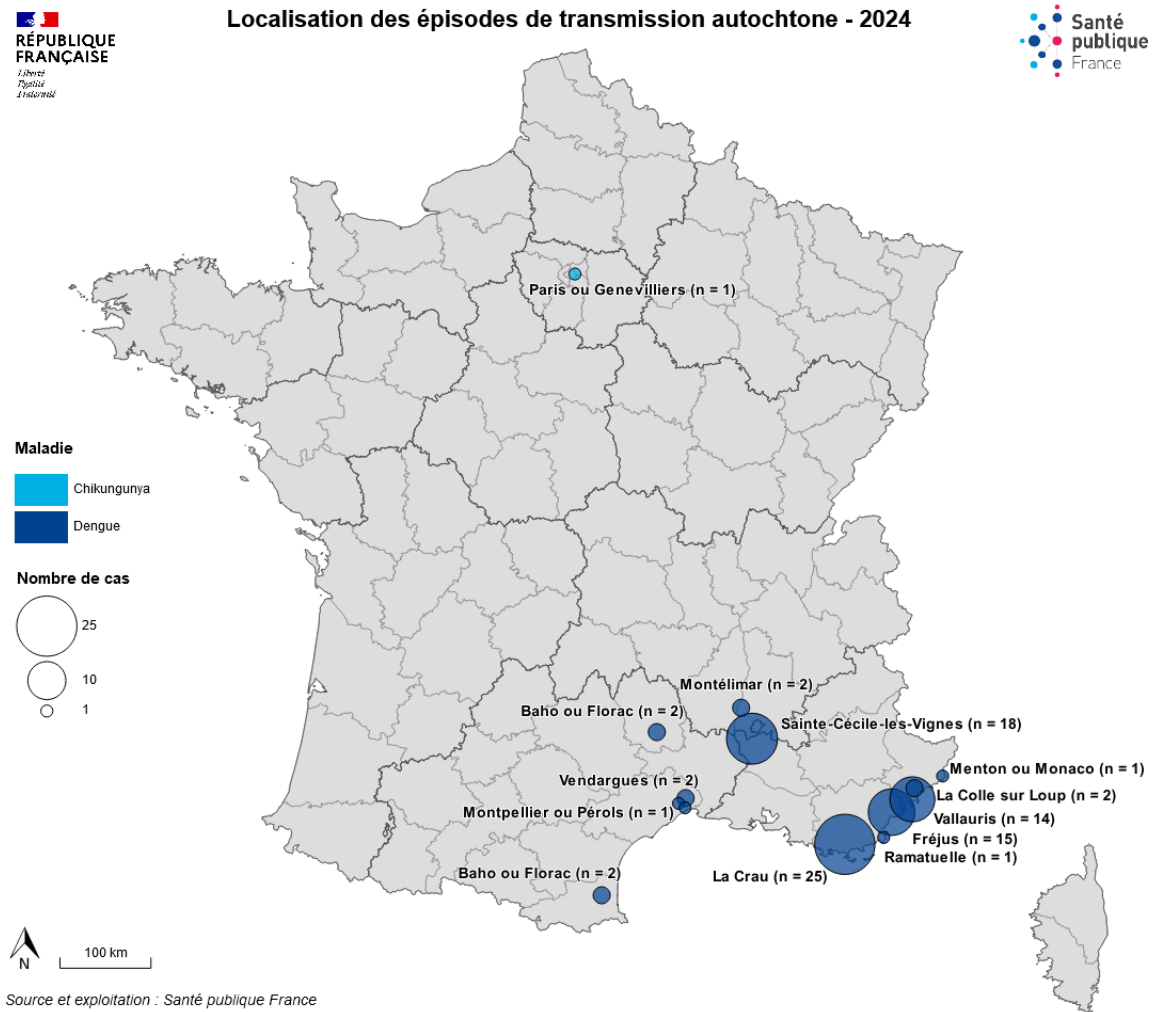 Localisation des épisodes de transmission autochtone - 2024
RÉPUBLIQUE
FRANÇAISE
Liberté
Égalité
Fraternité
Santé
publique
France
Paris ou Genevilliers (n = 1)
Maladie
Chikungunya
Dengue
Nombre de cas
25
10
1
Montélimar (n = 2)
Baho ou Florac (n = 2)
Sainte-Cécile-les-Vignes (n = 18)
Menton ou Monaco (n = 1)
Vendargues (n = 2)
La Colle sur Loup (n = 2)
Montpellier ou Pérols (n = 1)
Vallauris (n = 14)
Fréjus (n = 15)
Ramatuelle (n = 1)
Baho ou Florac (n = 2)
La Crau (n = 25)
N
100 km
Source et exploitation : Santé publique France